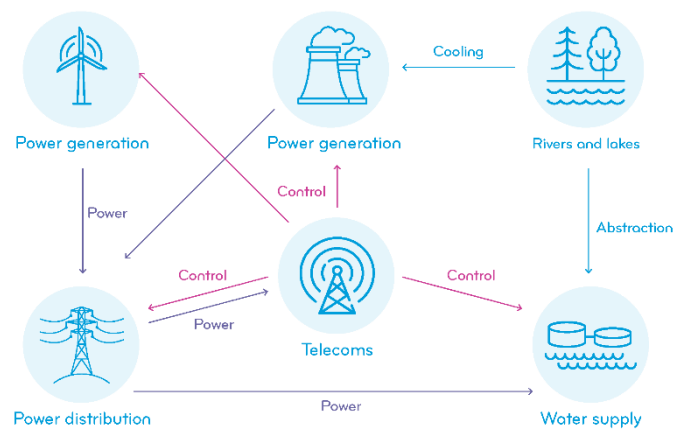 Cooling
Power generation
Power generation
Rivers and lakes
Control
Power
Abstraction
Control
Control
Power
Telecoms
Power
Power distribution
Water supply